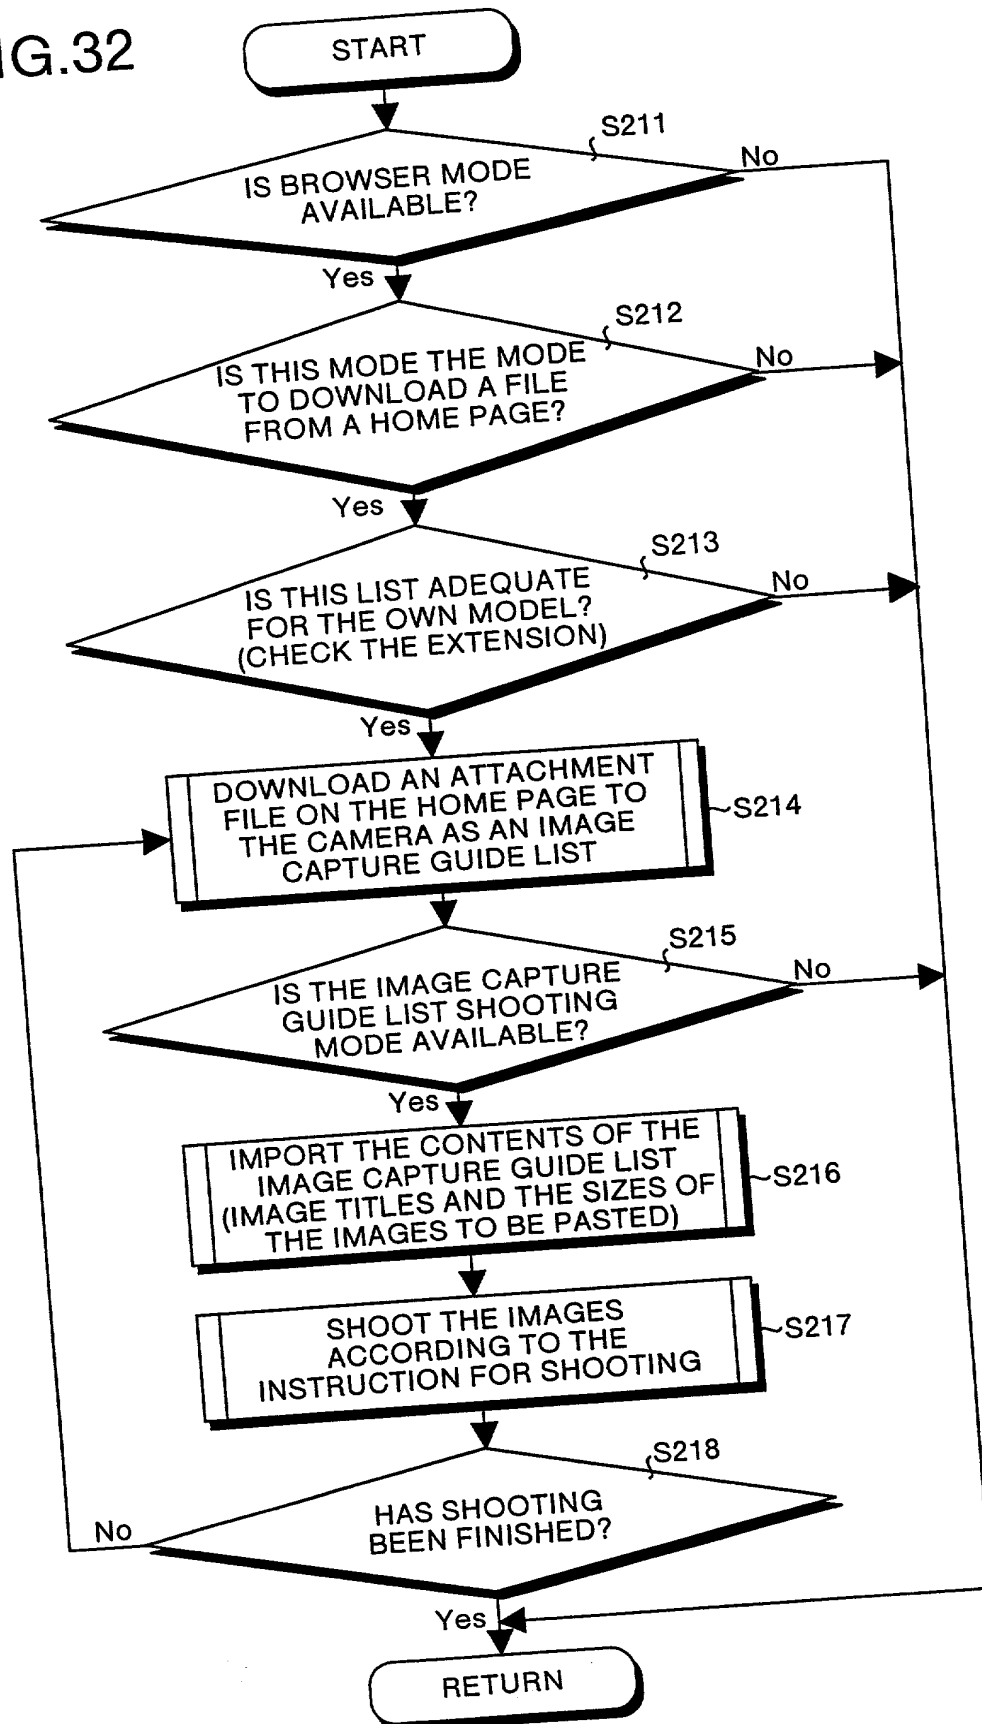 IG.32
START
S211
IS BROWSER MODE
AVAILABLE?
No
Yes
S212
IS THIS MODE THE MODE
TO DOWNLOAD A FILE
FROM A HOME PAGE?
No
Yes
S213
IS THIS LIST ADEQUATE
FOR THE OWN MODEL?
(CHECK THE EXTENSION)
No
Yes
DOWNLOAD AN ATTACHMENT
FILE ON THE HOME PAGE TO
THE CAMERA AS AN IMAGE
CAPTURE GUIDE LIST
S214
S215
IS THE IMAGE CAPTURE
GUIDE LIST SHOOTING
MODE AVAILABLE?
No
Yes
IMPORT THE CONTENTS OF THE
IMAGE CAPTURE GUIDE LIST
(IMAGE TITLES AND THE SIZES OF
THE IMAGES TO BE PASTED)
S216
SHOOT THE IMAGES
ACCORDING TO THE
INSTRUCTION FOR SHOOTING
S217
S218
HAS SHOOTING
BEEN FINISHED?
No
Yes
RETURN